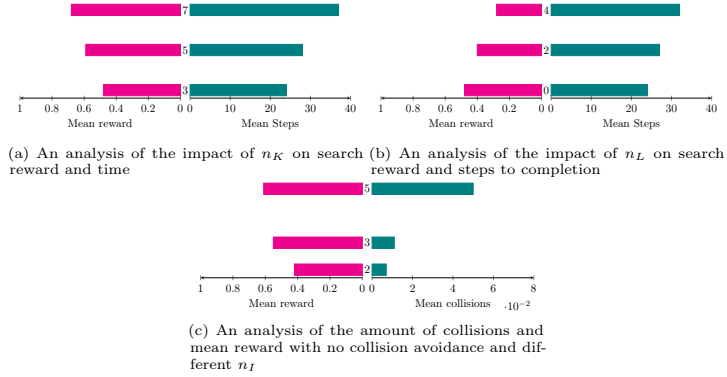 7
4
5
2
3
0
1 0.8 0.6 0.4 0.2 0 0 10 20 30 40
1 0.8 0.6 0.4 0.2 0 0 10 20 30 40
Mean reward Mean Steps
Mean reward Mean Steps
(a) An analysis of the impact of n_K on search
reward and time
(b) An analysis of the impact of n_L on search
reward and steps to completion
5
3
2
1 0.8 0.6 0.4 0.2 0 0 2 4 6 8
Mean reward Mean collisions ·10⁻²
(c) An analysis of the amount of collisions and
mean reward with no collision avoidance and dif-
ferent n_I